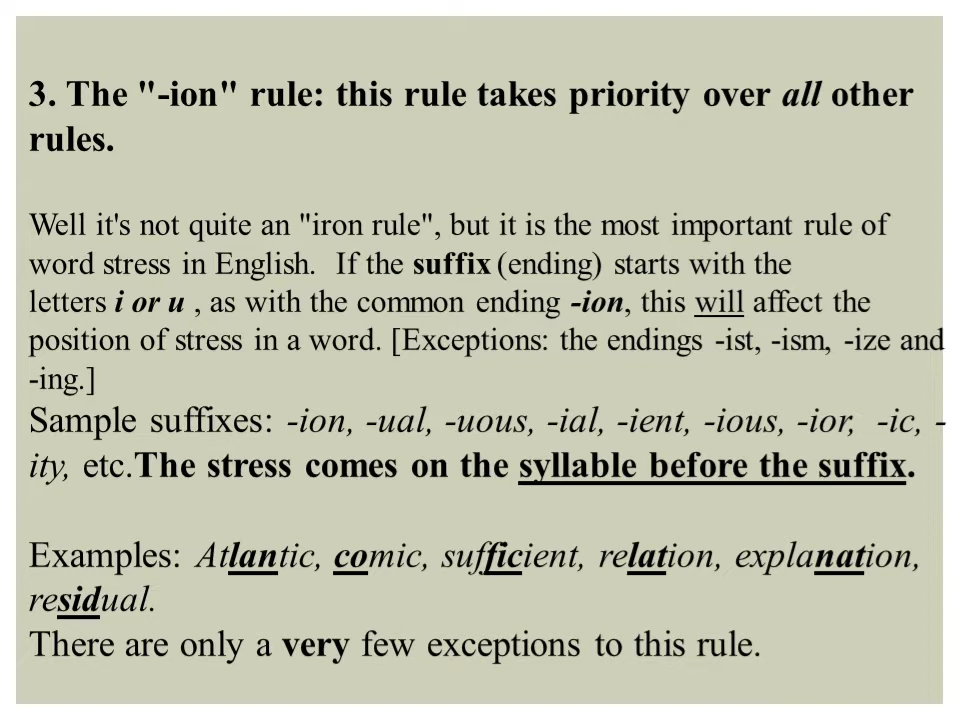 3. The "-ion" rule: this rule takes priority over all other
rules.
Well it's not quite an "iron rule", but it is the most important rule of
word stress in English.  If the suffix (ending) starts with the
letters i or u , as with the common ending -ion, this will affect the
position of stress in a word. [Exceptions: the endings -ist, -ism, -ize and
-ing.]
Sample suffixes: -ion, -ual, -uous, -ial, -ient, -ious, -ior,  -ic, -
ity, etc.The stress comes on the syllable before the suffix.
Examples: Atlantic, comic, sufficient, relation, explanation,
residual.
There are only a very few exceptions to this rule.